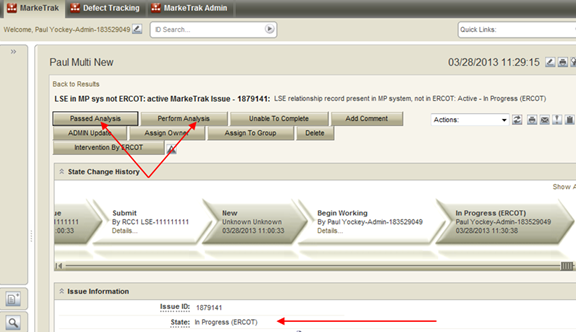 MarkeTrak Defect Tracking MarkeTrak Admin
Welcome, Paul Yockey-Admin-183529049 ID Search... Quick Links:
Paul Multi New 03/28/2013 11:29:15
Back to Results
LSE in MP sys not ERCOT: active MarkeTrak Issue - 1879141: LSE relationship record present in MP system, not in ERCOT: Active - In Progress (ERCOT)
Passed Analysis Perform Analysis Unable To Complete Add Comment Actions:
ADMIN Update Assign Owner Assign To Group Delete
Intervention By ERCOT
State Change History
Show A
ue Submit New Begin Working In Progress (ERCOT)
111111 By RCC1 LSE-111111111 Unknown Unknown By Paul Yockey-Admin-183529049 Paul Yockey-Admin-183529049
00:33 Details... 03/28/2013 11:00:33 Details... 03/28/2013 11:30:38
Issue Information
Issue ID: 1879141
State: In Progress (ERCOT)